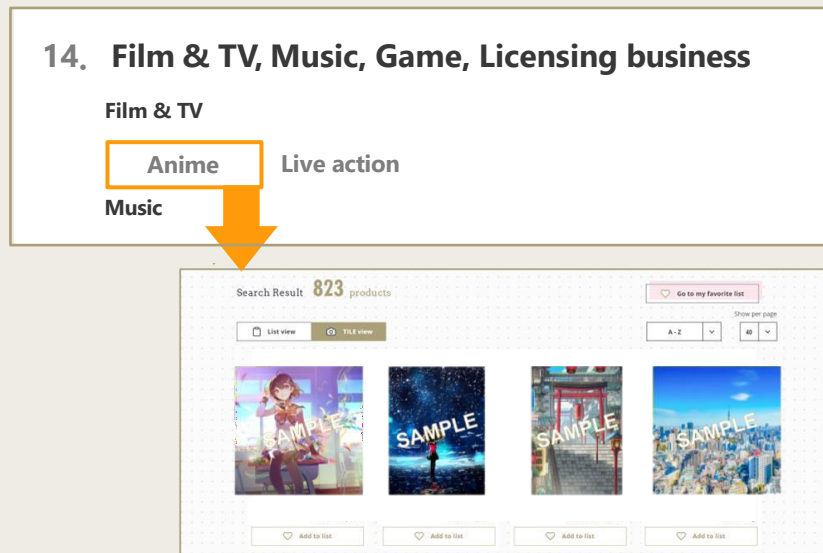 14. Film & TV, Music, Game, Licensing business
Film & TV
Anime Live action
Music
Search Result 823 products
Go to my favorite list
Show per page
List view TILE view A - Z 40
SAMPLE SAMPLE SAMPLE SAMPLE
Add to list Add to list Add to list Add to list